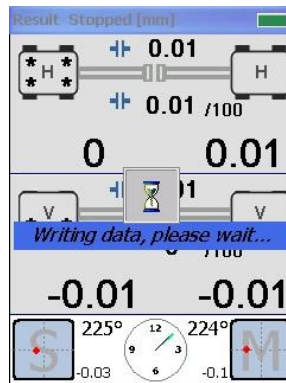 Result Stopped [mm]
0.01
H
H
0.01 /100
0
0.01
V
V
Writing data, please wait...
-0.01
-0.01
S
225°
12
9
3
6
224°
M
-0.03
-0.1